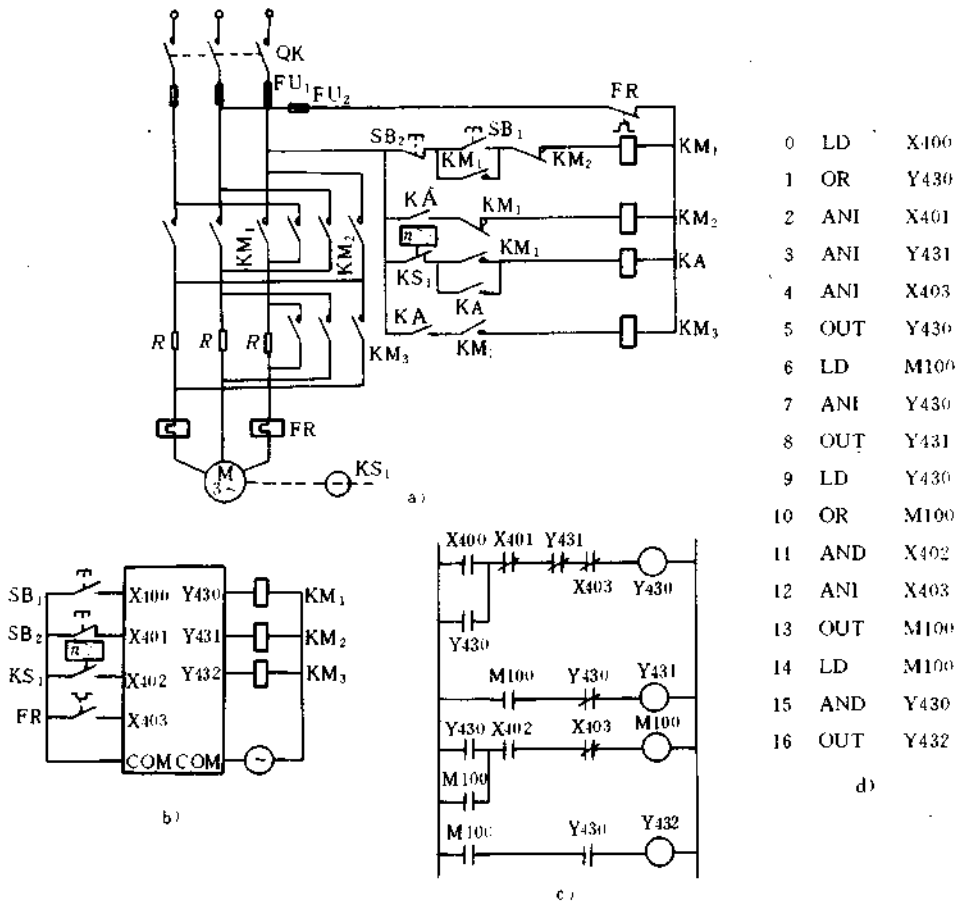 QK
FU₁
FU₂
FR
SB₂
SB₁
KM₁
KM₂
KM₁
KA
KM₁
KM₂
n
KS₁
KM₁
KA
KA
KA
KM₃
KM₁
KM₂
R
R
R
KM₃
FR
M
3~
KS₁
a)
SB₁
X400
Y430
KM₁
SB₂
X401
Y431
KM₂
n
KS₁
X402
Y432
KM₃
FR
X403
COM
COM
~
b)
X400 X401 Y431
X403
Y430
Y430
M100 Y430 Y431
Y430 X402 X403 M100
M100
M100 Y430 Y432
c)
0 LD X400
1 OR Y430
2 ANI X401
3 ANI Y431
4 ANI X403
5 OUT Y430
6 LD M100
7 ANI Y430
8 OUT Y431
9 LD Y430
10 OR M100
11 AND X402
12 ANI X403
13 OUT M100
14 LD M100
15 AND Y430
16 OUT Y432
d)